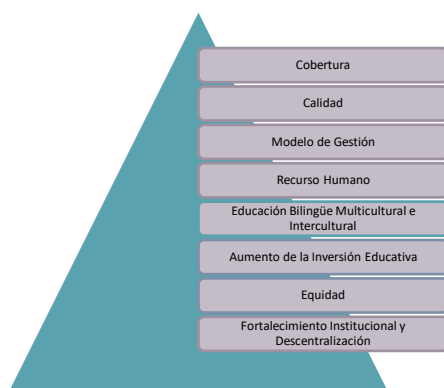 Cobertura
Calidad
Modelo de Gestión
Recurso Humano
Educación Bilingüe Multicultural e
Intercultural
Aumento de la Inversión Educativa
Equidad
Fortalecimiento Institucional y
Descentralización